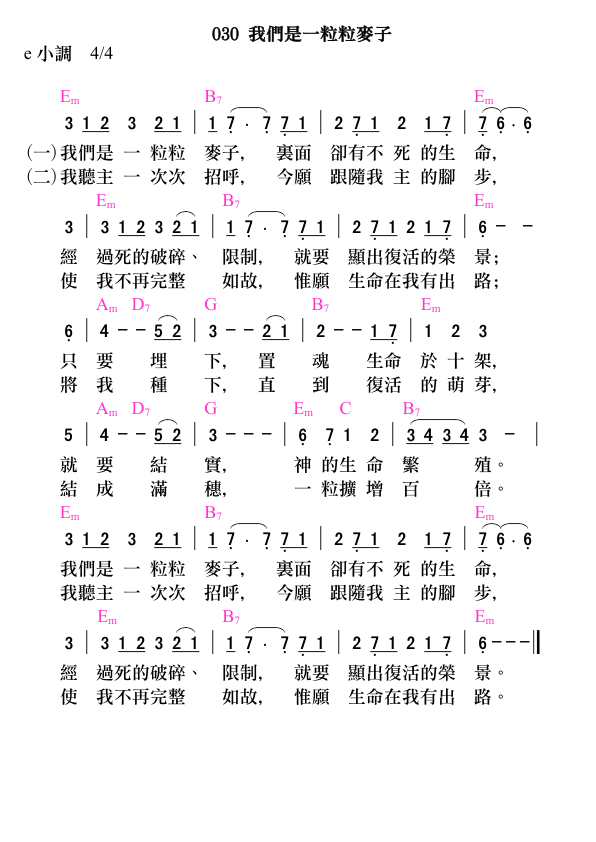 030 我們是一粒粒麥子
e 小調 4/4
Em B7 Em
3 1 2 3 2 1 | 1 7 · 7 7 1 | 2 7 1 2 1 7 | 7 6 · 6
(一)我們是 一 粒粒 麥子, 裏面 卻有不 死 的生 命,
(二)我聽主 一 次次 招呼, 今願 跟隨我 主 的腳 步,
Em B7 Em
3 | 3 1 2 3 2 1 | 1 7 · 7 7 1 | 2 7 1 2 1 7 | 6 - -
經 過死的破碎、 限制, 就要 顯出復活的榮 景;
使 我不再完整 如故, 惟願 生命在我有出 路;
Am D7 G B7 Em
6 | 4 - - 5 2 | 3 - - 2 1 | 2 - - 1 7 | 1 2 3
只 要 埋 下, 置 魂 生命 於 十 架,
將 我 種 下, 直 到 復活 的 萌 芽,
Am D7 G Em C B7
5 | 4 - - 5 2 | 3 - - - | 6 7 1 2 | 3 4 3 4 3 - |
就 要 結 實, 神 的生 命 繁 殖。
結 成 滿 穗, 一 粒擴 增 百 倍。
Em B7 Em
3 1 2 3 2 1 | 1 7 · 7 7 1 | 2 7 1 2 1 7 | 7 6 · 6
我們是 一 粒粒 麥子, 裏面 卻有不 死 的生 命,
我聽主 一 次次 招呼, 今願 跟隨我 主 的腳 步,
Em B7 Em
3 | 3 1 2 3 2 1 | 1 7 · 7 7 1 | 2 7 1 2 1 7 | 6 - - - ‖
經 過死的破碎、 限制, 就要 顯出復活的榮 景。
使 我不再完整 如故, 惟願 生命在我有出 路。